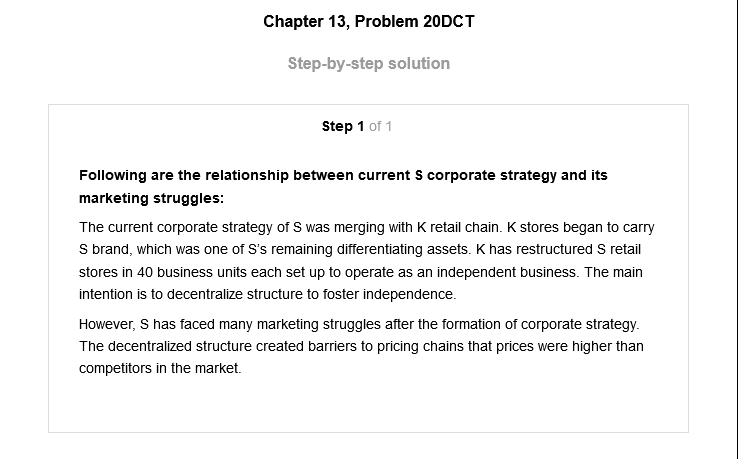 Chapter 13, Problem 20DCT
Step-by-step solution
Step 1 of 1
Following are the relationship between current S corporate strategy and its
marketing struggles:
The current corporate strategy of S was merging with K retail chain. K stores began to carry
S brand, which was one of S's remaining differentiating assets. K has restructured S retail
stores in 40 business units each set up to operate as an independent business. The main
intention is to decentralize structure to foster independence.
However, S has faced many marketing struggles after the formation of corporate strategy.
The decentralized structure created barriers to pricing chains that prices were higher than
competitors in the market.